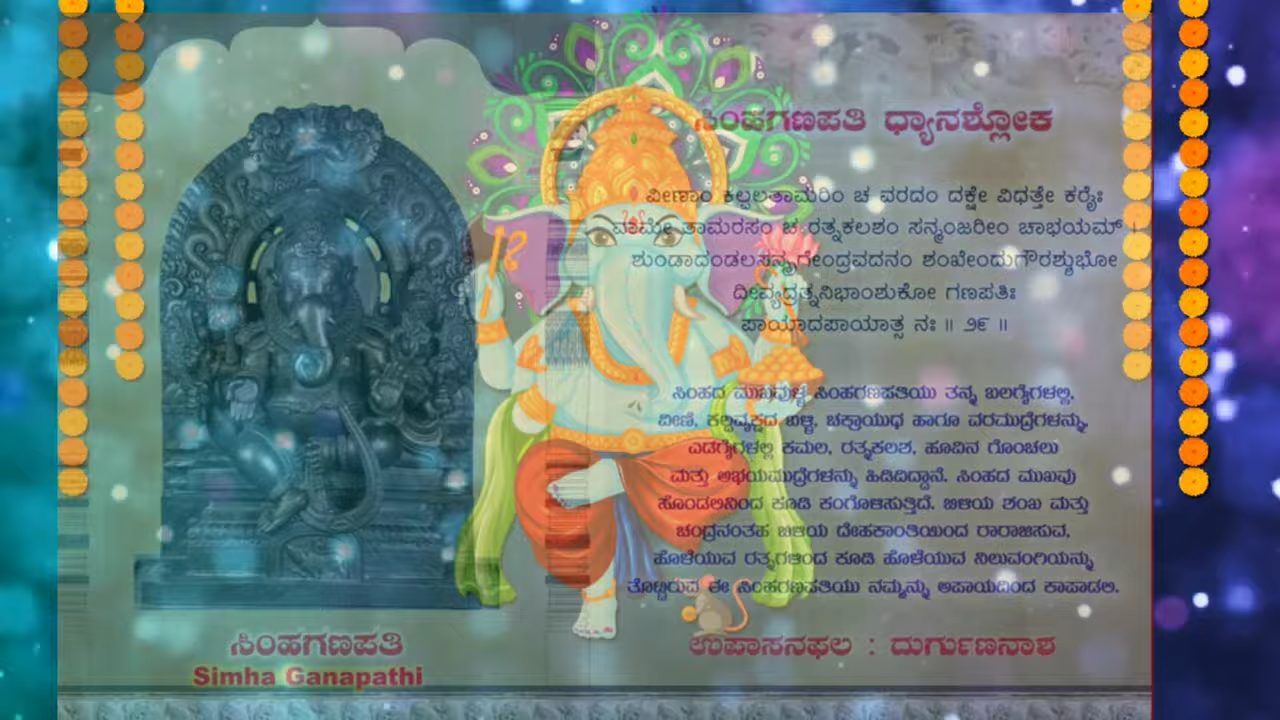 ಸಿಂಹಗಣಪತಿ ಧ್ಯಾನಶ್ಲೋಕ
ವೀಣಾಂ ಕಲ್ಪಲತಾಮರಿಂ ಚ ವರದಂ ದಕ್ಷೇ ವಿಧತ್ತೇ ಕರೈಃ
ವಾಮೇ ತಾಮರಸಂ ಚ ರತ್ನಕಲಶಂ ಸನ್ಮಂಜರೀಂ ಚಾಭಯಮ್ ।
ಶುಂಡಾದಂಡಲಸನ್ಮೃಗೇಂದ್ರವದನಂ ಶಂಖೇಂದುಗೌರಶ್ಶುಭೋ
ದೀವ್ಯದ್ರತ್ನನಿಭಾಂಶುಕೋ ಗಣಪತಿಃ
ಪಾಯಾದಪಾಯಾತ್ಸ ನಃ ॥ ೨೯ ॥
ಸಿಂಹದ ಮುಖವುಳ್ಳ ಸಿಂಹಗಣಪತಿಯು ತನ್ನ ಬಲಗೈಗಳಲ್ಲಿ,
ವೀಣೆ, ಕಲ್ಪವೃಕ್ಷದ ಬಳ್ಳಿ, ಚಕ್ರಾಯುಧ ಹಾಗೂ ವರಮುದ್ರೆಗಳನ್ನು,
ಎಡಗೈಗಳಲ್ಲಿ ಕಮಲ, ರತ್ನಕಲಶ, ಹೂವಿನ ಗೊಂಚಲು
ಮತ್ತು ಅಭಯಮುದ್ರೆಗಳನ್ನು ಹಿಡಿದಿದ್ದಾನೆ. ಸಿಂಹದ ಮುಖವು
ಸೊಂಡಲಿನಿಂದ ಕೂಡಿ ಕಂಗೊಳಿಸುತ್ತಿದೆ. ಬಿಳಿಯ ಶಂಖ ಮತ್ತು
ಚಂದ್ರನಂತಹ ಬಿಳಿಯ ದೇಹಕಾಂತಿಯಿಂದ ರಾರಾಜಿಸುವ,
ಹೊಳೆಯುವ ರತ್ನಗಳಿಂದ ಕೂಡಿ ಹೊಳೆಯುವ ನಿಲುವಂಗಿಯನ್ನು
ತೊಟ್ಟಿರುವ ಈ ಸಿಂಹಗಣಪತಿಯು ನಮ್ಮನ್ನು ಅಪಾಯದಿಂದ ಕಾಪಾಡಲಿ.
ಉಪಾಸನಫಲ : ದುರ್ಗುಣನಾಶ
ಸಿಂಹಗಣಪತಿ
Simha Ganapathi